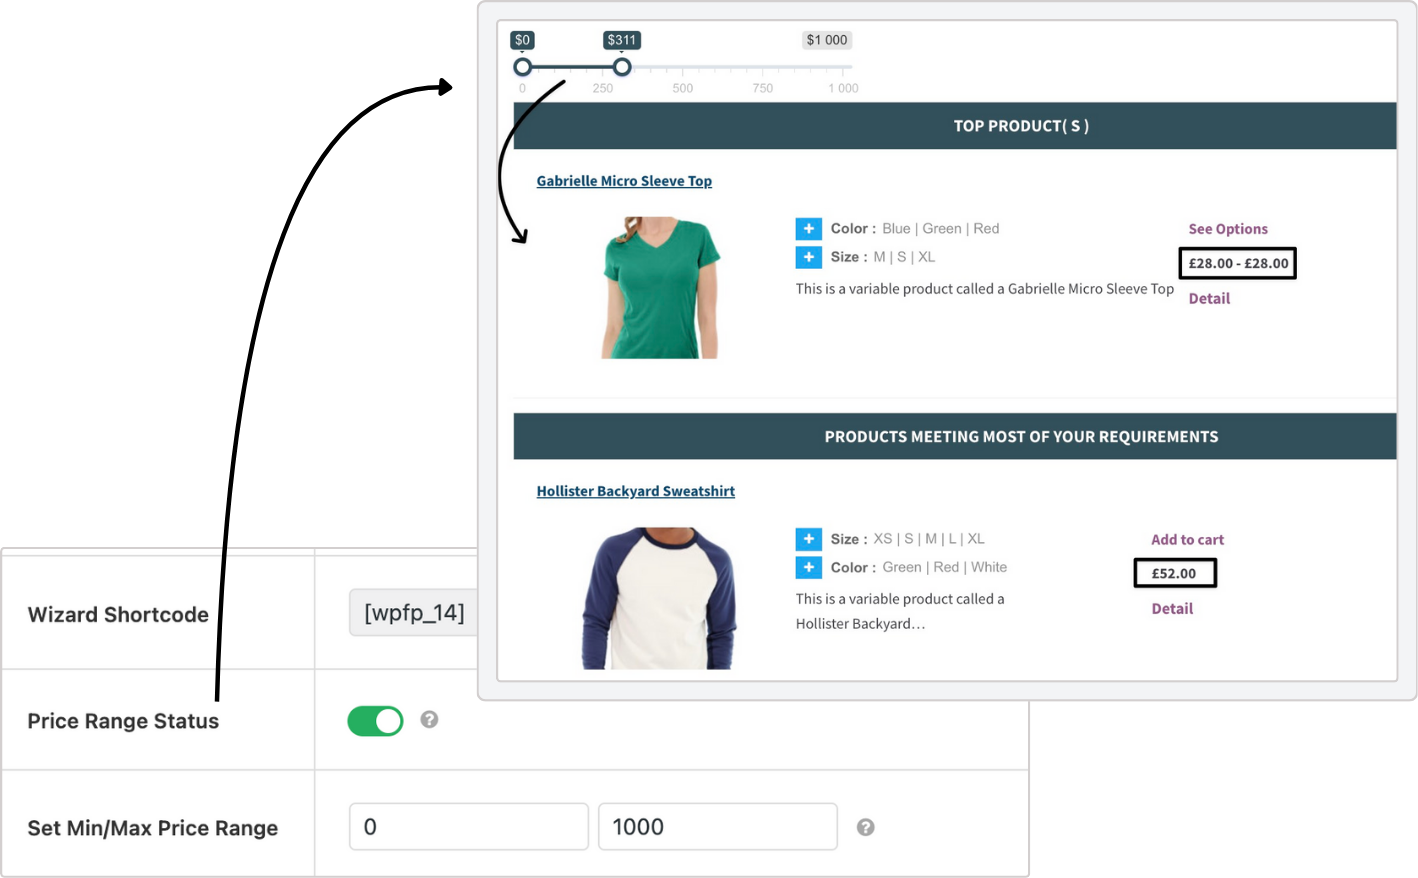 $0 $311 $1 000
0 250 500 750 1 000
TOP PRODUCT( S )
Gabrielle Micro Sleeve Top
+ Color : Blue | Green | Red
+ Size : M | S | XL
This is a variable product called a Gabrielle Micro Sleeve Top
See Options
£28.00 - £28.00
Detail
PRODUCTS MEETING MOST OF YOUR REQUIREMENTS
Hollister Backyard Sweatshirt
+ Size : XS | S | M | L | XL
+ Color : Green | Red | White
This is a variable product called a
Hollister Backyard…
Add to cart
£52.00
Detail
Wizard Shortcode [wpfp_14]
Price Range Status ?
Set Min/Max Price Range 0 1000 ?